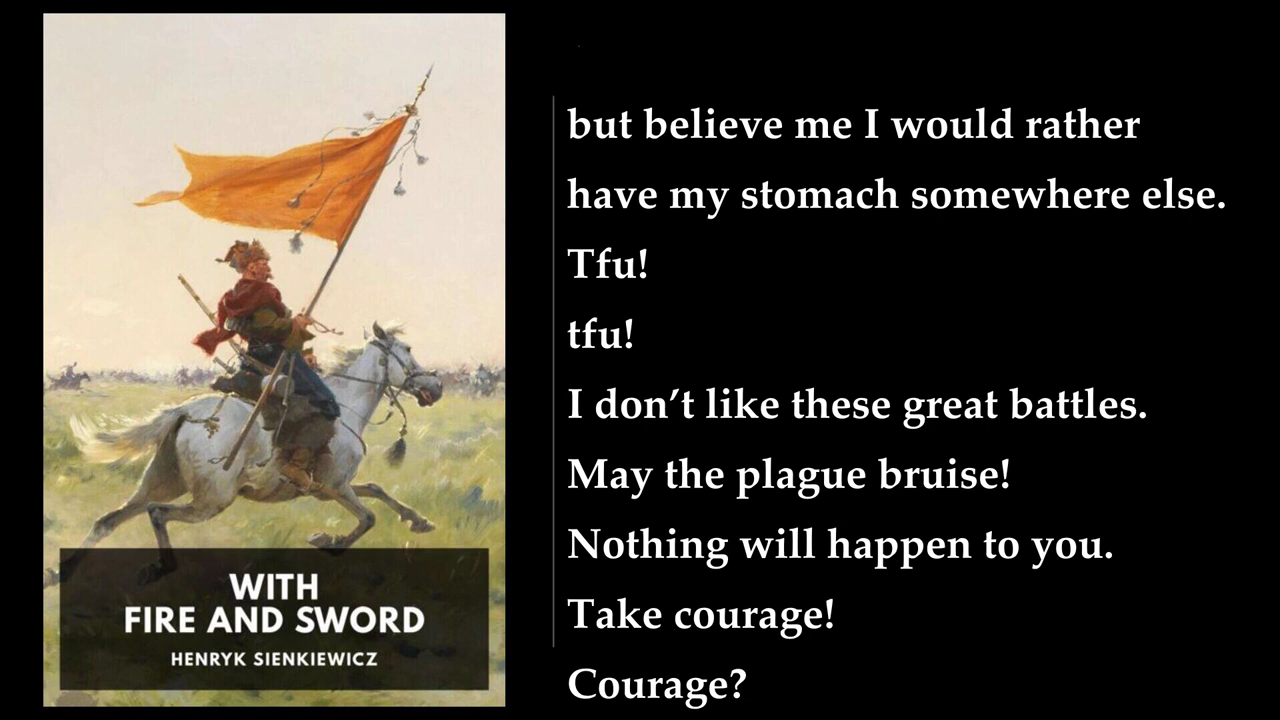 WITH
FIRE AND SWORD
HENRYK SIENKIEWICZ
but believe me I would rather
have my stomach somewhere else.
Tfu!
tfu!
I don’t like these great battles.
May the plague bruise!
Nothing will happen to you.
Take courage!
Courage?